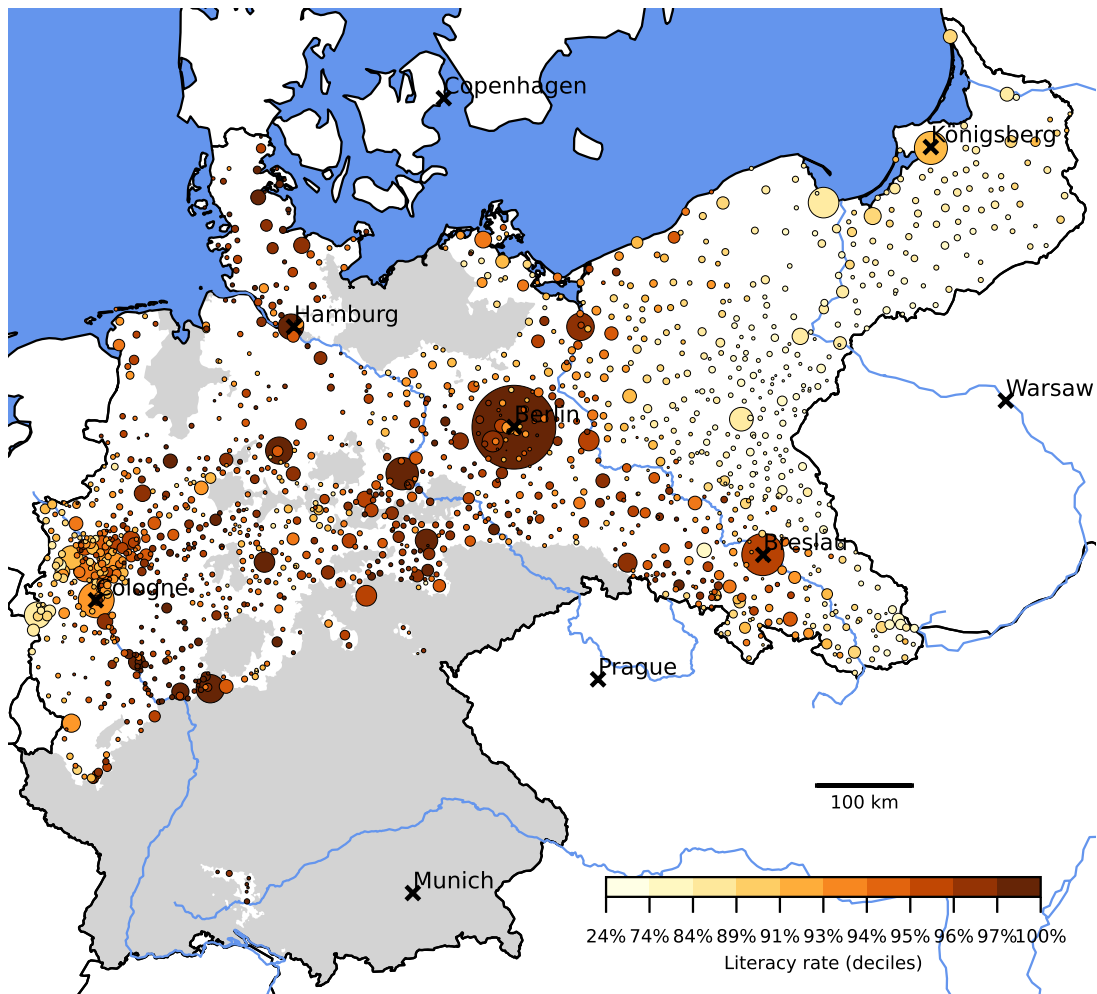 Copenhagen
Königsberg
Hamburg
Warsaw
Berlin
Breslau
Cologne
Prague
100 km
Munich
24% 74% 84% 89% 91% 93% 94% 95% 96% 97% 100%
Literacy rate (deciles)